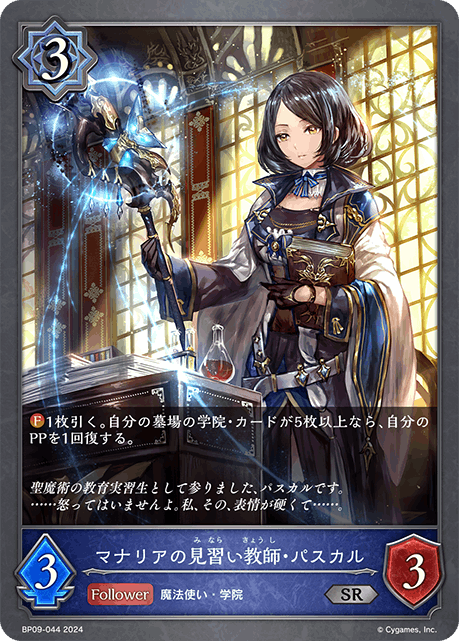 3
F 1枚引く。自分の墓場の学院・カードが5枚以上なら、自分の
PPを1回復する。
聖魔術の教育実習生として参りました、パスカルです。
……怒ってはいませんよ。私、その、表情が硬くて……。
み なら きょう し
マナリアの見習い教師・パスカル
3
Follower 魔法使い・学院
SR
3
BP09-044 2024
© Cygames, Inc.